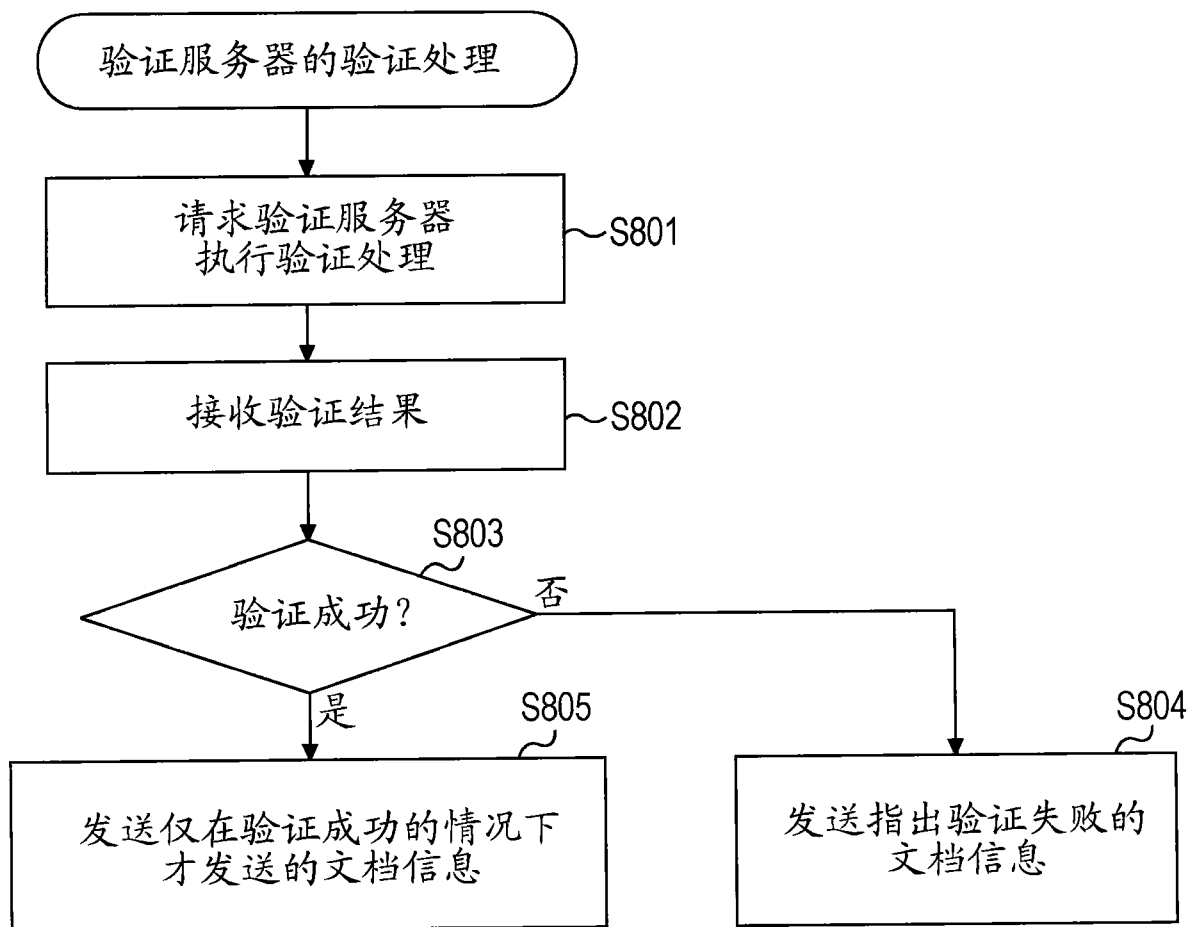 验证服务器的验证处理
请求验证服务器
执行验证处理
S801
接收验证结果
S802
S803
验证成功?
否
是
S805
发送仅在验证成功的情况下
才发送的文档信息
S804
发送指出验证失败的
文档信息